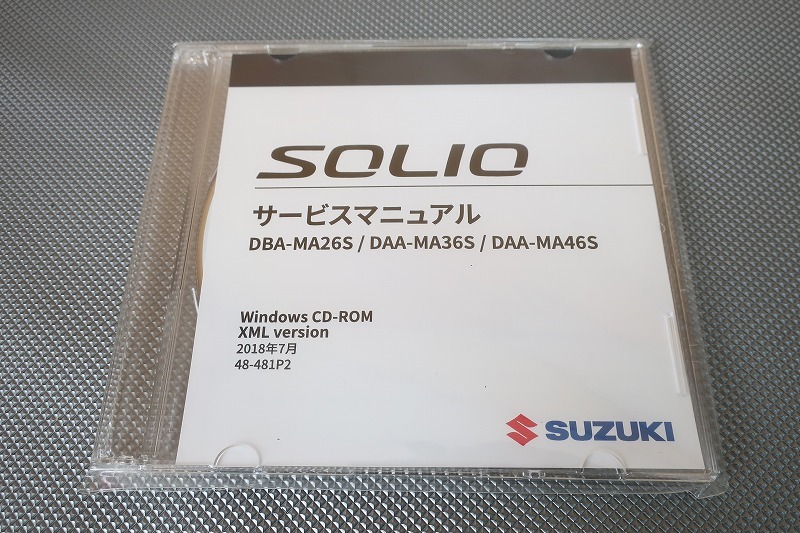 SOLIO
サービスマニュアル
DBA-MA26S / DAA-MA36S / DAA-MA46S
Windows CD-ROM
XML version
2018年7月
48-481P2
SUZUKI